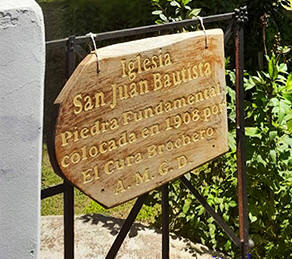 Iglesia
San Juan Bautista
Piedra Fundamental
colocada en 1908 por
El Cura Brochero
A. M. G. D.